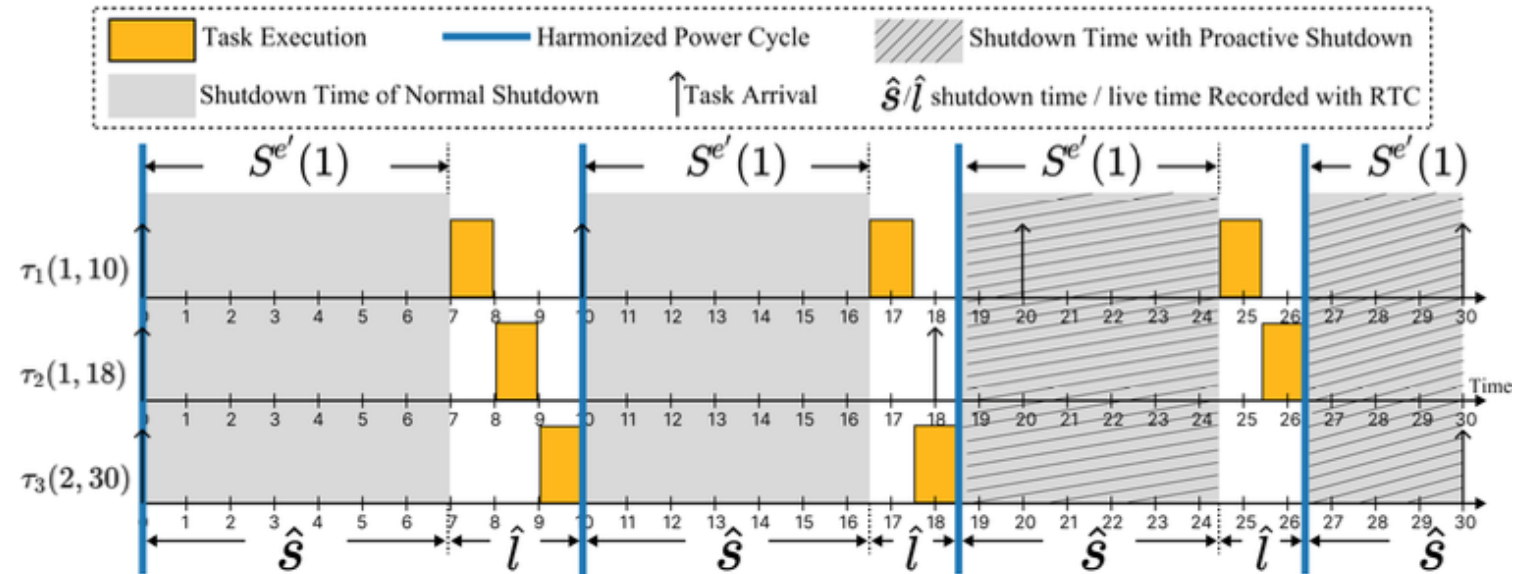 Task Execution Harmonized Power Cycle Shutdown Time with Proactive Shutdown
Shutdown Time of Normal Shutdown Task Arrival ŝ/l̂ shutdown time / live time Recorded with RTC
Sᵉ′(1) Sᵉ′(1) Sᵉ′(1) Sᵉ′(1)
τ₁(1, 10)
0 1 2 3 4 5 6 7 8 9 10 11 12 13 14 15 16 17 18 19 20 21 22 23 24 25 26 27 28 29 30
τ₂(1, 18)
Time
0 1 2 3 4 5 6 7 8 9 10 11 12 13 14 15 16 17 18 19 20 21 22 23 24 25 26 27 28 29 30
τ₃(2, 30)
0 1 2 3 4 5 6 7 8 9 10 11 12 13 14 15 16 17 18 19 20 21 22 23 24 25 26 27 28 29 30
ŝ l̂ ŝ l̂ ŝ l̂ ŝ